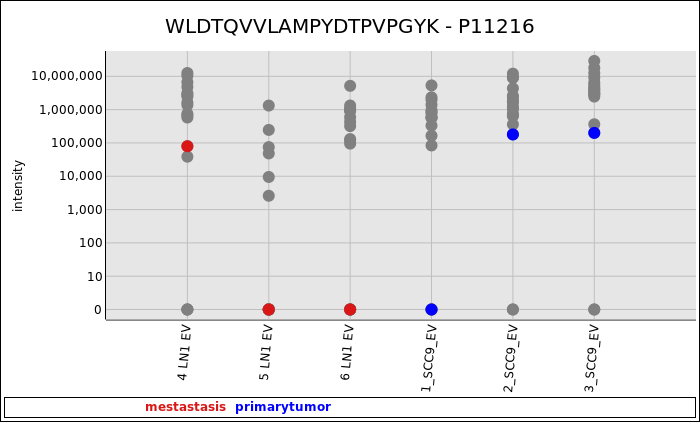 WLDTQVVLAMPYDTPVPGYK - P11216
10,000,000
1,000,000
100,000
10,000
1,000
100
10
0
intensity
4 LN1 EV
5 LN1 EV
6 LN1 EV
1_SCC9_EV
2_SCC9_EV
3_SCC9_EV
mestastasis primarytumor